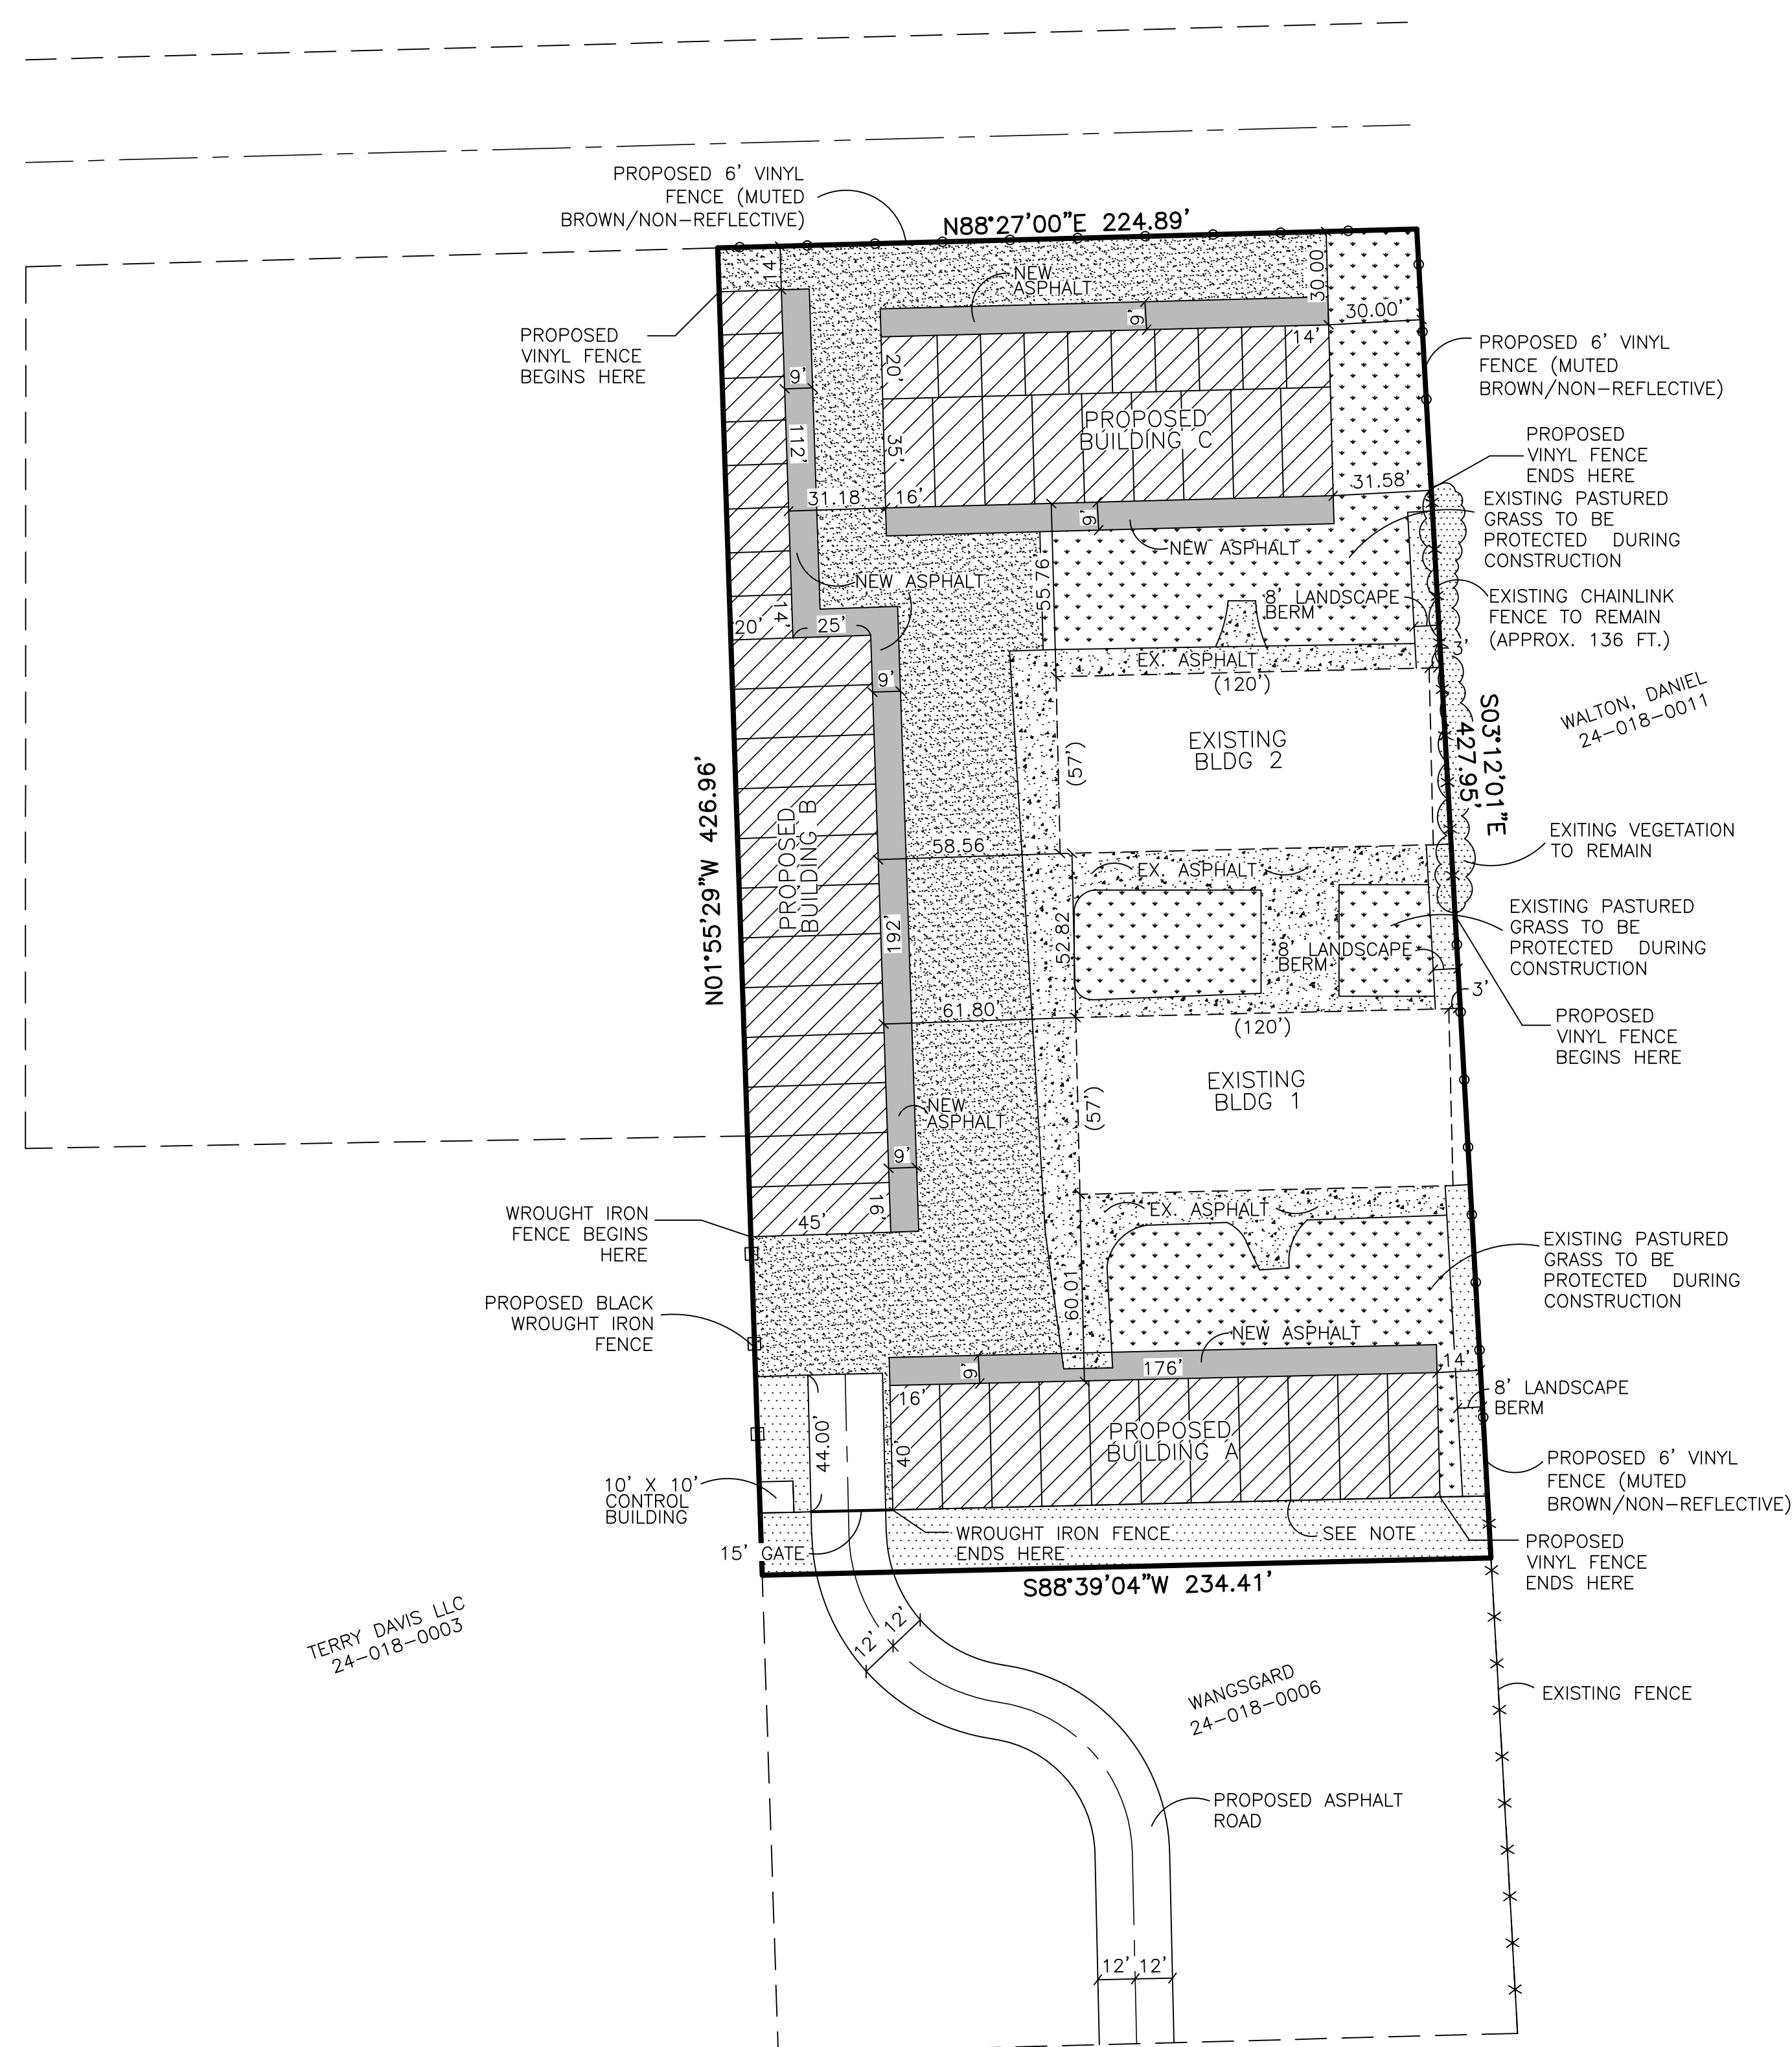 PROPOSED 6' VINYL
FENCE (MUTED
BROWN/NON-REFLECTIVE)
N88°27'00"E 224.89'
14'
NEW
ASPHALT
30.00'
30.00'
9'
14'
PROPOSED
VINYL FENCE
BEGINS HERE
PROPOSED 6' VINYL
FENCE (MUTED
BROWN/NON-REFLECTIVE)
9'
20'
112'
35'
PROPOSED
BUILDING C
PROPOSED
VINYL FENCE
ENDS HERE
31.18'
16'
31.58'
9'
NEW ASPHALT
EXISTING PASTURED
GRASS TO BE
PROTECTED DURING
CONSTRUCTION
NEW ASPHALT
55.76'
8' LANDSCAPE
BERM
EXISTING CHAINLINK
FENCE TO REMAIN
(APPROX. 136 FT.)
14'
20'
25'
3'
EX. ASPHALT
(120')
9'
WALTON, DANIEL
24-018-0011
S03°12'01"E
427.95'
EXISTING
BLDG 2
(57')
N01°55'29"W 426.96'
PROPOSED
BUILDING B
58.56'
EX. ASPHALT
EXITING VEGETATION
TO REMAIN
192'
52.82'
8' LANDSCAPE
BERM
EXISTING PASTURED
GRASS TO BE
PROTECTED DURING
CONSTRUCTION
3'
61.80'
(120')
PROPOSED
VINYL FENCE
BEGINS HERE
EXISTING
BLDG 1
(57')
NEW
ASPHALT
9'
16'
45'
EX. ASPHALT
WROUGHT IRON
FENCE BEGINS
HERE
EXISTING PASTURED
GRASS TO BE
PROTECTED DURING
CONSTRUCTION
60.01
PROPOSED BLACK
WROUGHT IRON
FENCE
NEW ASPHALT
9'
176'
14'
16'
8' LANDSCAPE
BERM
44.00'
40'
PROPOSED
BUILDING A
PROPOSED 6' VINYL
FENCE (MUTED
BROWN/NON-REFLECTIVE)
10' X 10'
CONTROL
BUILDING
15' GATE
WROUGHT IRON FENCE
ENDS HERE
SEE NOTE
PROPOSED
VINYL FENCE
ENDS HERE
S88°39'04"W 234.41'
TERRY DAVIS LLC
24-018-0003
12'
12'
WANGSGARD
24-018-0006
EXISTING FENCE
PROPOSED ASPHALT
ROAD
12'
12'